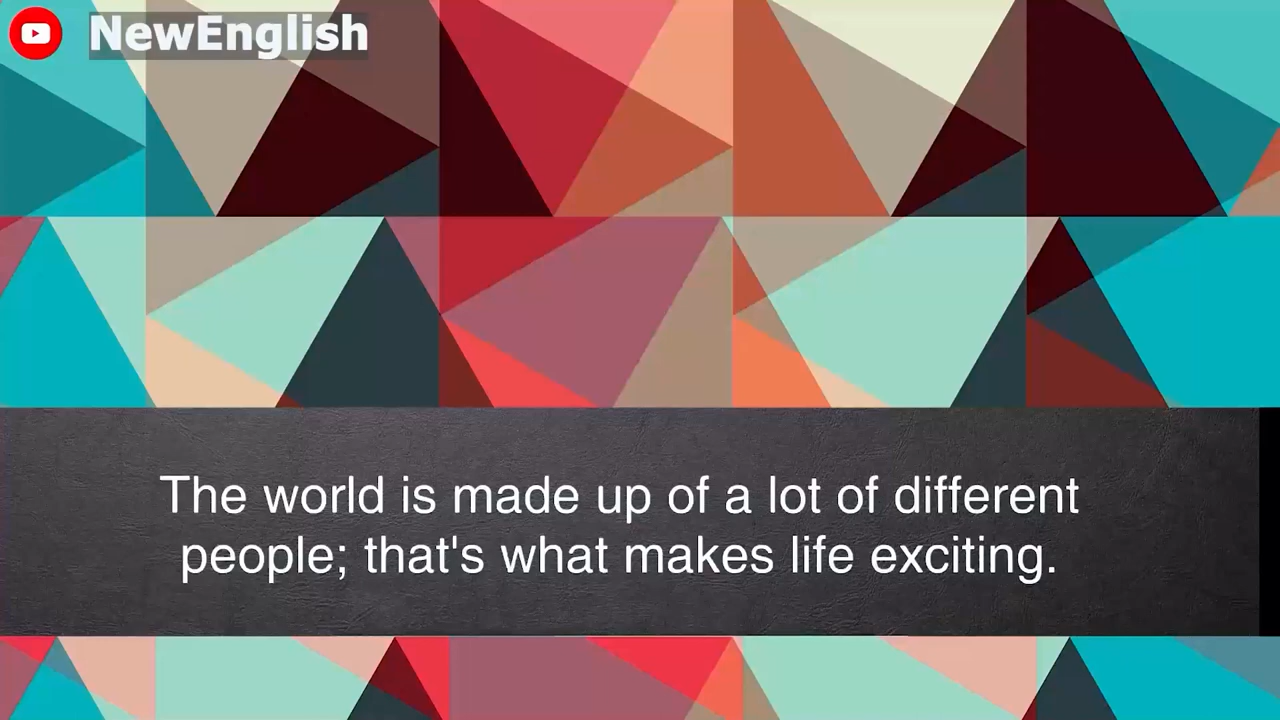 NewEnglish
The world is made up of a lot of different
people; that's what makes life exciting.